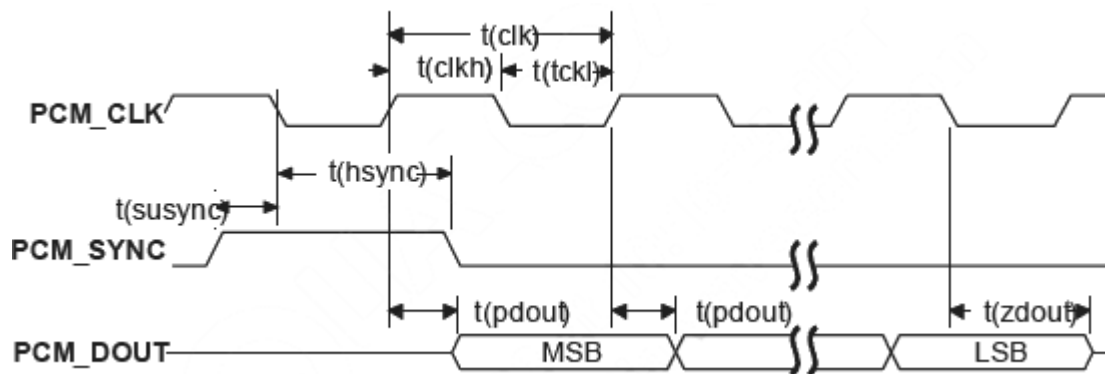 t(clk)
t(clkh) t(tckl)
PCM_CLK
t(hsync)
t(susync)
PCM_SYNC
t(pdout) t(pdout) t(zdout)
PCM_DOUT MSB LSB